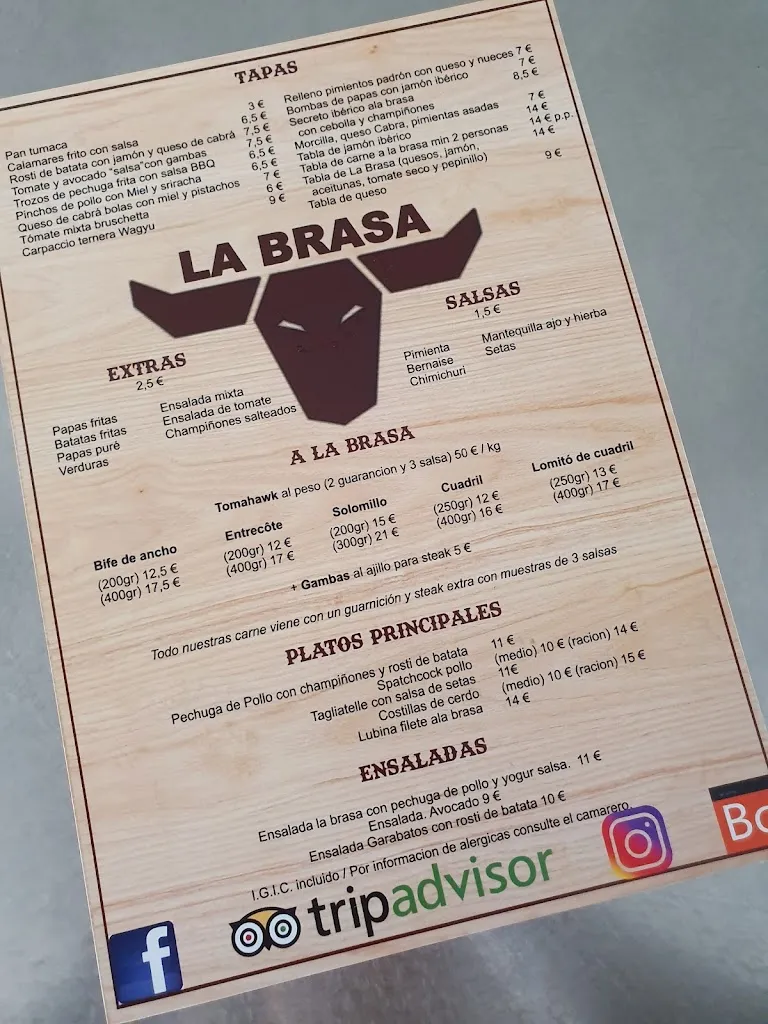 TAPAS
Pan tumaca 3 €
Calamares frito con salsa 6,5 €
Rosti de batata con jamón y queso de cabrá 7,5 €
Tomate y avocado "salsa"con gambas 7,5 €
Trozos de pechuga frita con salsa BBQ 6,5 €
Pinchos de pollo con Miel y sriracha 6,5 €
Queso de cabrá bolas con miel y pistachos 7 €
Tómate mixta bruschetta 6 €
Carpaccio ternera Wagyu 9 €
Relleno pimientos padrón con queso y nueces 7 €
Bombas de papas con jamón ibérico 7 €
Secreto ibérico ala brasa 8,5 €
con cebolla y champiñones
Morcilla, queso Cabra, pimientas asadas 7 €
Tabla de jamón ibérico 14 €
Tabla de carne a la brasa min 2 personas 14 € p.p.
Tabla de La Brasa (quesos, jamón, 14 €
aceitunas, tomate seco y pepinillo)
Tabla de queso 9 €
LA BRASA
EXTRAS
2,5 €
Papas fritas
Batatas fritas
Papas puré
Verduras
Ensalada mixta
Ensalada de tomate
Champiñones salteados
SALSAS
1,5 €
Pimienta
Bernaise
Chimichuri
Mantequilla ajo y hierba
Setas
A LA BRASA
Tomahawk al peso (2 guarancion y 3 salsa) 50 € / kg
Bife de ancho
(200gr) 12,5 €
(400gr) 17,5 €
Entrecôte
(200gr) 12 €
(400gr) 17 €
Solomillo
(200gr) 15 €
(300gr) 21 €
Cuadril
(250gr) 12 €
(400gr) 16 €
Lomitó de cuadril
(250gr) 13 €
(400gr) 17 €
+ Gambas al ajillo para steak 5 €
Todo nuestras carne viene con un guarnición y steak extra con muestras de 3 salsas
PLATOS PRINCIPALES
Pechuga de Pollo con champiñones y rosti de batata 11 €
Spatchcock pollo (medio) 10 € (racion) 14 €
Tagliatelle con salsa de setas 11€
Costillas de cerdo (medio) 10 € (racion) 15 €
Lubina filete ala brasa 14 €
ENSALADAS
Ensalada la brasa con pechuga de pollo y yogur salsa. 11 €
Ensalada. Avocado 9 €
Ensalada Garabatos con rosti de batata 10 €
I.G.I.C. incluido / Por informacion de alergicas consulte el camarero.
f
tripadvisor
Bo